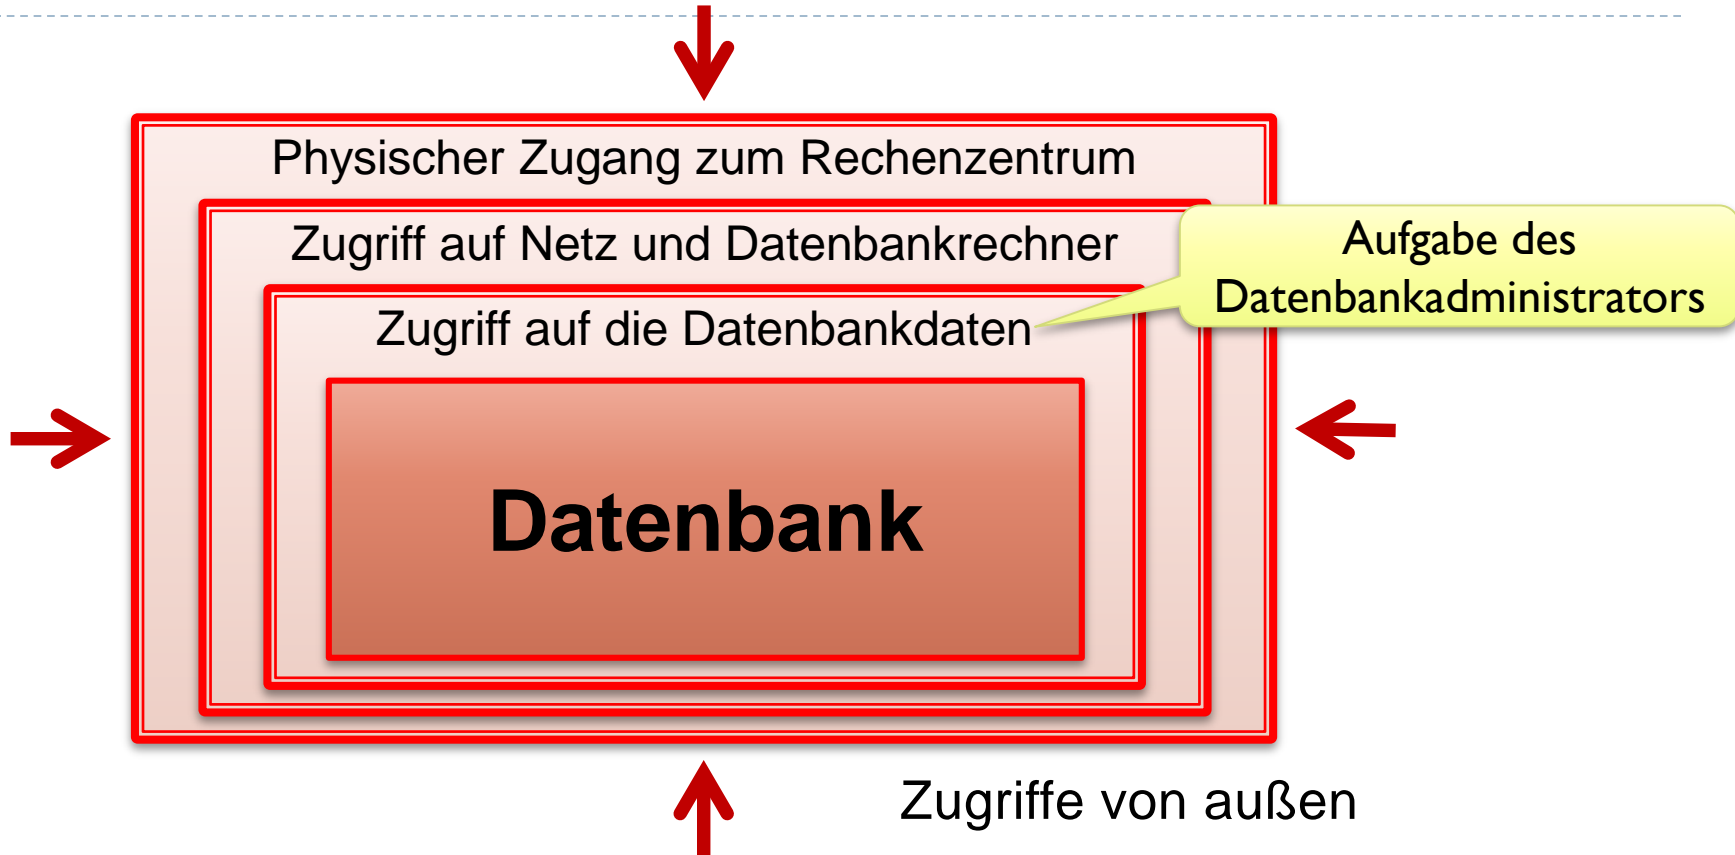 Physischer Zugang zum Rechenzentrum
Zugriff auf Netz und Datenbankrechner
Aufgabe des
Datenbankadministrators
Zugriff auf die Datenbankdaten
Datenbank
Zugriffe von außen